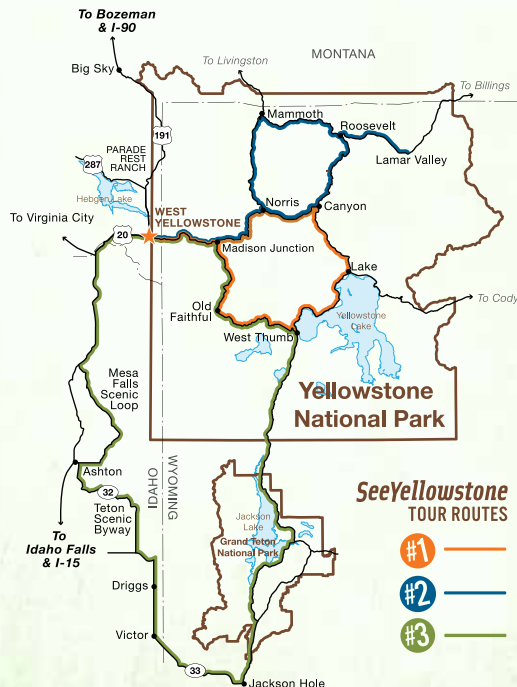 To Bozeman
& I-90
MONTANA
To Livingston
Big Sky
To Billings
Mammoth
Roosevelt
191
Lamar Valley
PARADE
REST
RANCH
287
Hebgen Lake
Norris
Canyon
WEST
YELLOWSTONE
To Virginia City
20
Madison Junction
Lake
To Cody
Old
Faithful
Yellowstone
Lake
West Thumb
Mesa
Falls
Scenic
Loop
Yellowstone
National Park
Ashton
IDAHO
WYOMING
32
Teton
Scenic
Byway
SeeYellowstone
TOUR ROUTES
Jackson
Lake
To
Idaho Falls
& I-15
Grand Teton
National Park
#1
Driggs
#2
Victor
#3
33
Jackson Hole